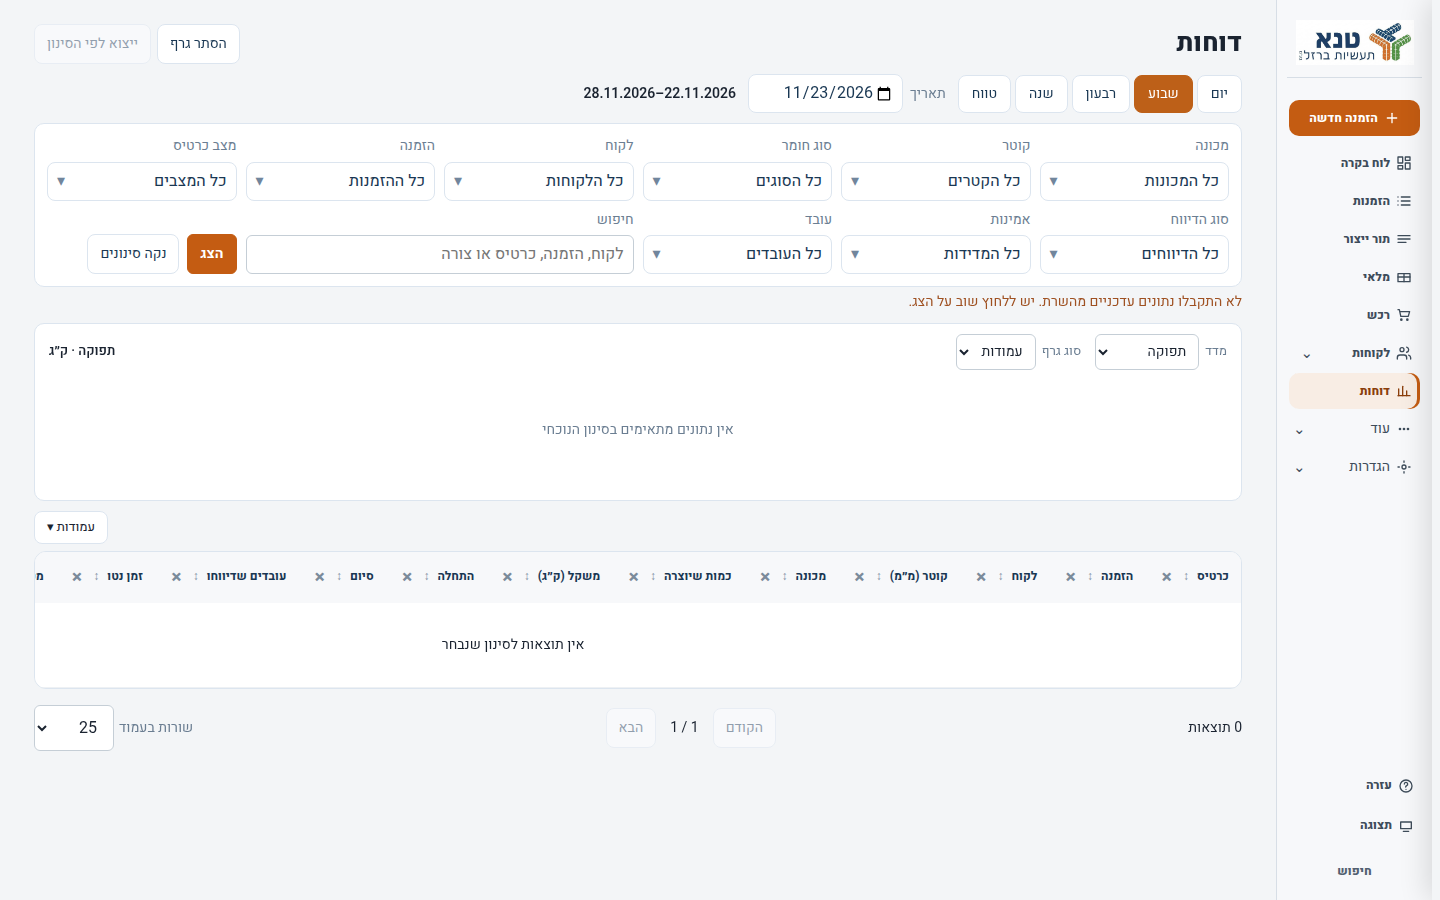 טנא
תעשיות ברזל
הזמנה חדשה
לוח בקרה
הזמנות
תור ייצור
מלאי
רכש
לקוחות
דוחות
עוד
הגדרות
עזרה
תצוגה
חיפוש
דוחות
הסתר גרף
ייצוא לפי הסינון
יום
שבוע
רבעון
שנה
טווח
תאריך
11/23/2026
22.11.2026–28.11.2026
מכונה
קוטר
סוג חומר
לקוח
הזמנה
מצב כרטיס
כל המכונות
כל הקטרים
כל הסוגים
כל הלקוחות
כל ההזמנות
כל המצבים
סוג הדיווח
אמינות
עובד
חיפוש
כל הדיווחים
כל המדידות
כל העובדים
לקוח, הזמנה, כרטיס או צורה
הצג
נקה סינונים
לא התקבלו נתונים עדכניים מהשרת. יש ללחוץ שוב על הצג.
מדד
תפוקה
סוג גרף
עמודות
תפוקה · ק״ג
אין נתונים מתאימים בסינון הנוכחי
עמודות ▾
כרטיס ↕ ×
הזמנה ↕ ×
לקוח ↕ ×
קוטר (מ״מ) ↕ ×
מכונה ↕ ×
כמות שיוצרה ↕ ×
משקל (ק״ג) ↕ ×
התחלה ↕ ×
סיום ↕ ×
עובדים שדיווחו ↕ ×
זמן נטו ↕ ×
אין תוצאות לסינון שנבחר
0 תוצאות
הקודם
1 / 1
הבא
שורות בעמוד
25